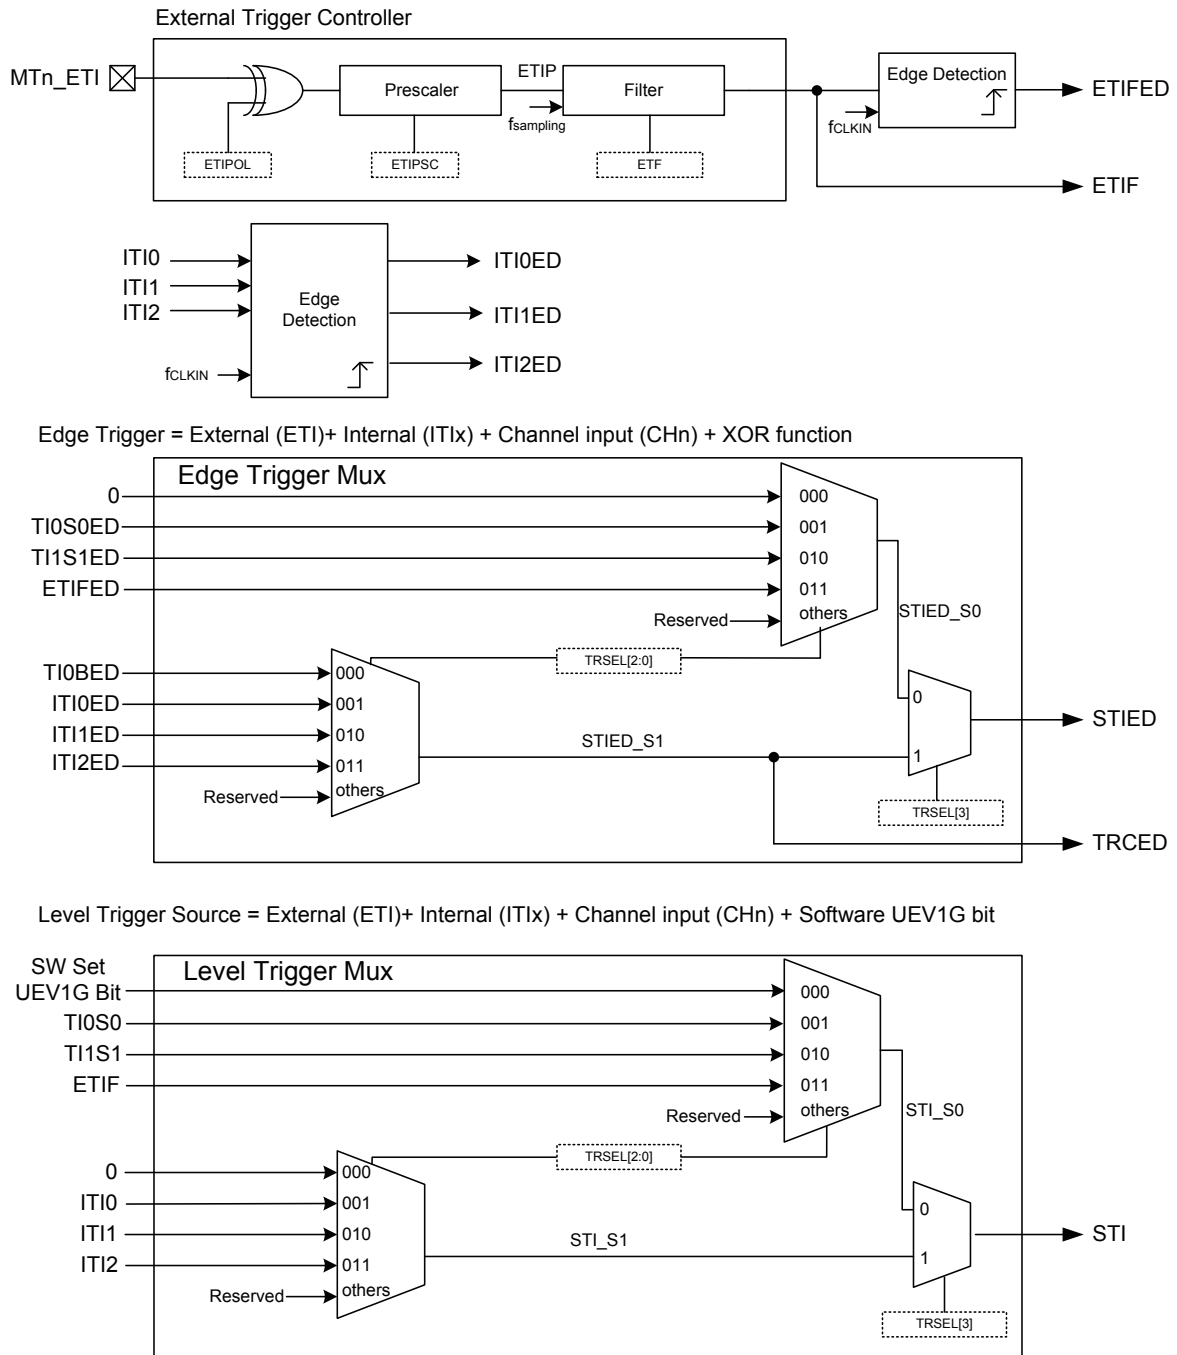 External Trigger Controller
MTn_ETI
Prescaler
ETIP
fsampling
Filter
Edge Detection
fCLKIN
ETIFED
ETIPOL
ETIPSC
ETF
ETIF
ITI0
ITI1
ITI2
fCLKIN
Edge
Detection
ITI0ED
ITI1ED
ITI2ED
Edge Trigger = External (ETI)+ Internal (ITIx) + Channel input (CHn) + XOR function
Edge Trigger Mux
0
TI0S0ED
TI1S1ED
ETIFED
Reserved
000
001
010
011
others
STIED_S0
TRSEL[2:0]
TI0BED
ITI0ED
ITI1ED
ITI2ED
Reserved
000
001
010
011
others
STIED_S1
0
1
STIED
TRSEL[3]
TRCED
Level Trigger Source = External (ETI)+ Internal (ITIx) + Channel input (CHn) + Software UEV1G bit
Level Trigger Mux
SW Set
UEV1G Bit
TI0S0
TI1S1
ETIF
Reserved
000
001
010
011
others
STI_S0
TRSEL[2:0]
0
ITI0
ITI1
ITI2
Reserved
000
001
010
011
others
STI_S1
0
1
STI
TRSEL[3]